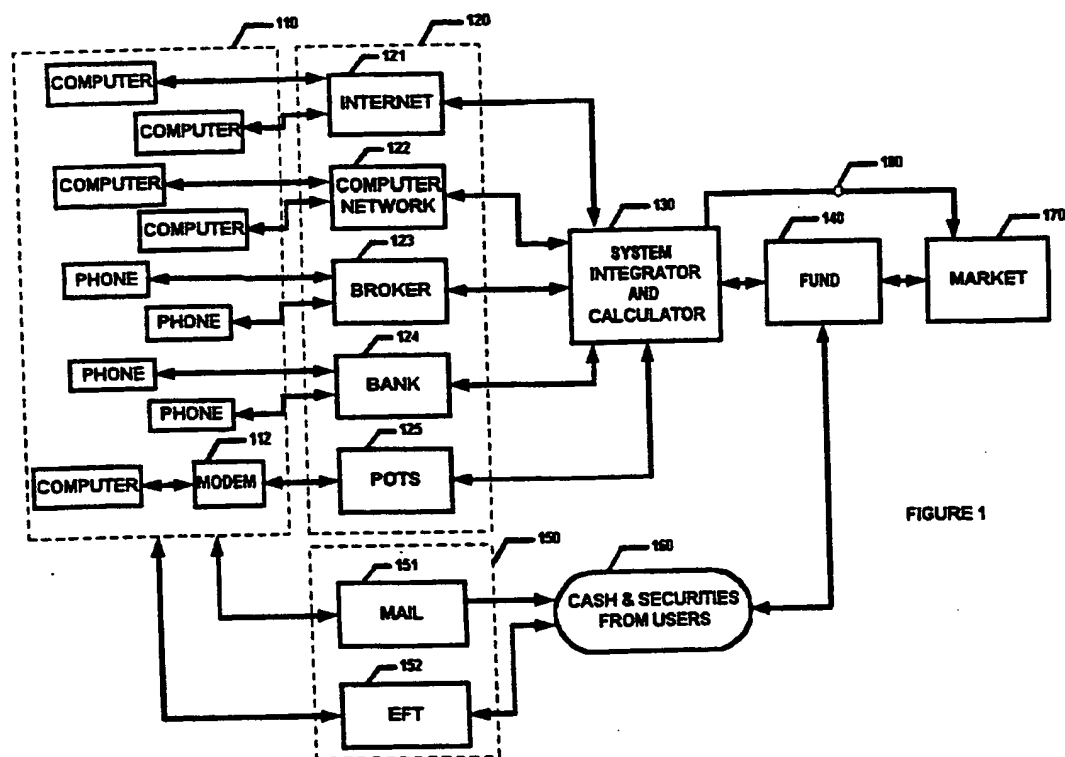 110
120
COMPUTER
121
INTERNET
COMPUTER
122
COMPUTER
COMPUTER
NETWORK
COMPUTER
180
130
140
170
SYSTEM
INTEGRATOR
AND
CALCULATOR
FUND
MARKET
123
PHONE
BROKER
PHONE
124
PHONE
BANK
PHONE
112
125
COMPUTER
MODEM
POTS
FIGURE 1
150
151
160
MAIL
CASH & SECURITIES
FROM USERS
152
EFT